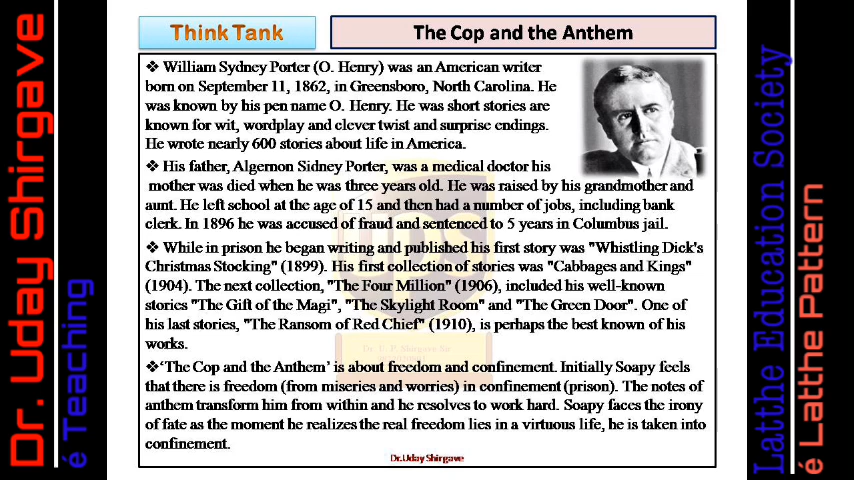 Think Tank
The Cop and the Anthem
❖ William Sydney Porter (O. Henry) was an American writer
born on September 11, 1862, in Greensboro, North Carolina. He
was known by his pen name O. Henry. He was short stories are
known for wit, wordplay and clever twist and surprise endings.
He wrote nearly 600 stories about life in America.
❖ His father, Algernon Sidney Porter, was a medical doctor his
mother was died when he was three years old. He was raised by his grandmother and
aunt. He left school at the age of 15 and then had a number of jobs, including bank
clerk. In 1896 he was accused of fraud and sentenced to 5 years in Columbus jail.
❖ While in prison he began writing and published his first story was "Whistling Dick's
Christmas Stocking" (1899). His first collection of stories was "Cabbages and Kings"
(1904). The next collection, "The Four Million" (1906), included his well-known
stories "The Gift of the Magi", "The Skylight Room" and "The Green Door". One of
his last stories, "The Ransom of Red Chief" (1910), is perhaps the best known of his
works.
❖‘The Cop and the Anthem’ is about freedom and confinement. Initially Soapy feels
that there is freedom (from miseries and worries) in confinement (prison). The notes of
anthem transform him from within and he resolves to work hard. Soapy faces the irony
of fate as the moment he realizes the real freedom lies in a virtuous life, he is taken into
confinement.
Dr.Uday Shirgave
Dr. Uday Shirgave
é Teaching
Latthe Education Society
é Latthe Pattern